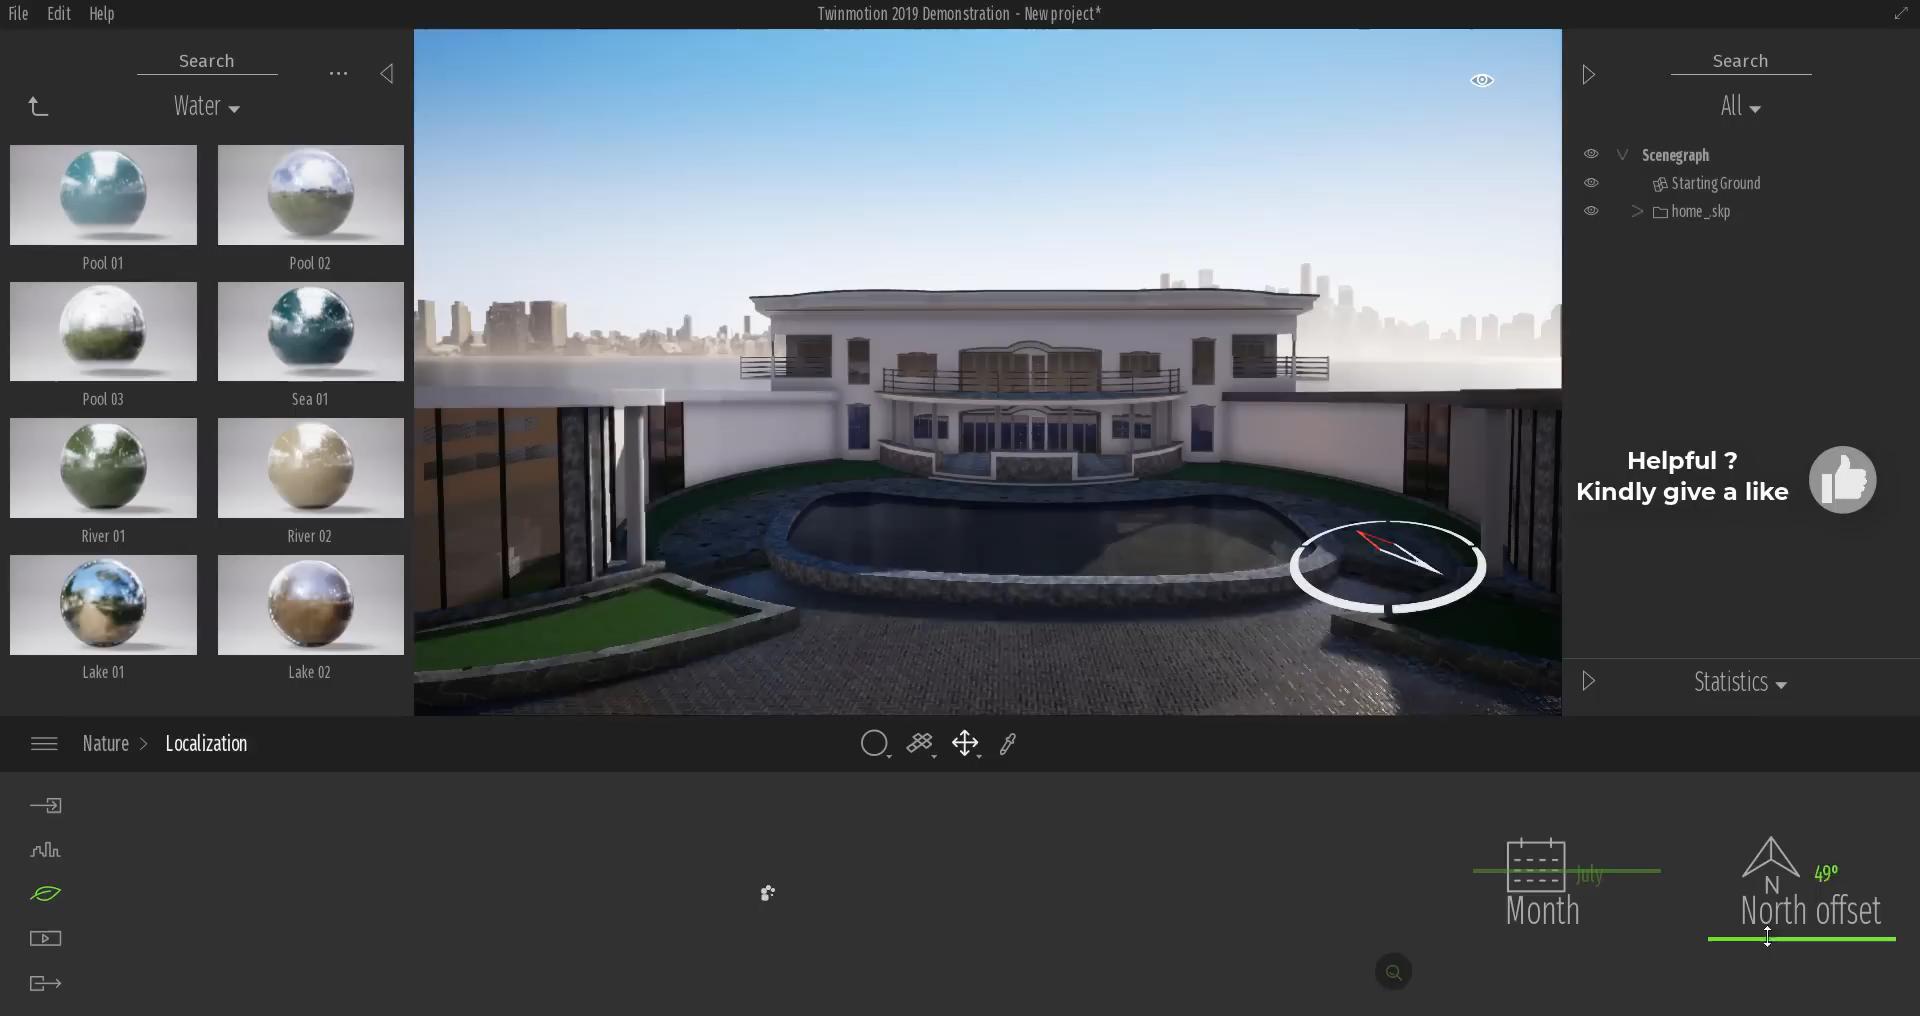 File Edit Help
Twinmotion 2019 Demonstration - New project*
Search
...
Water
Pool 01
Pool 02
Pool 03
Sea 01
River 01
River 02
Lake 01
Lake 02
Search
All
Scenegraph
Starting Ground
home_.skp
Helpful ?
Kindly give a like
Statistics
Nature > Localization
July
Month
N
49°
North offset